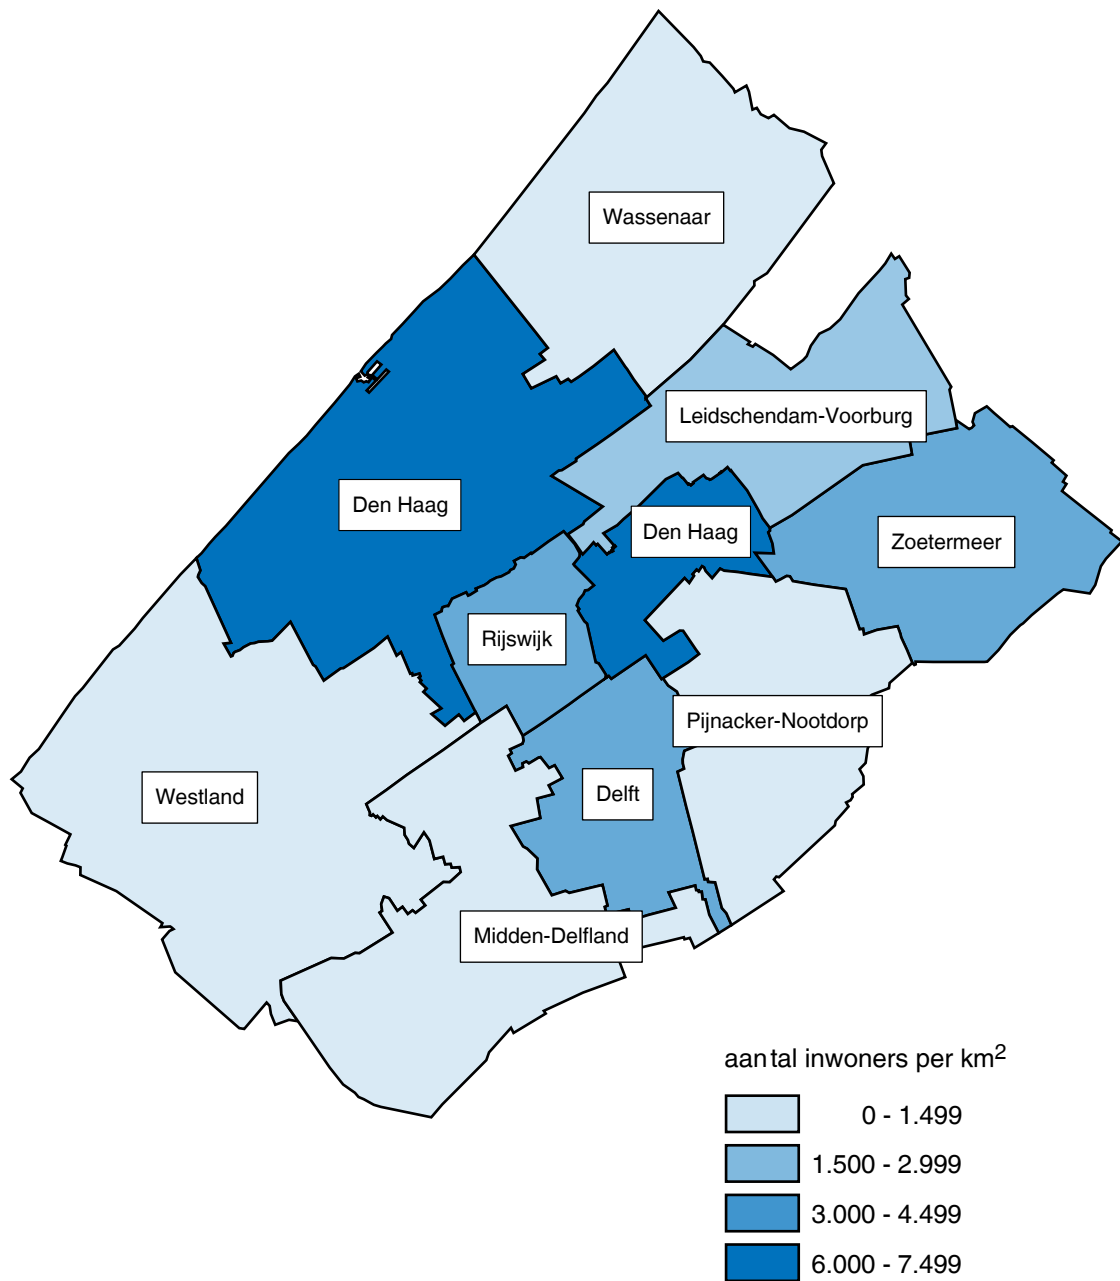 Wassenaar
Leidschendam-Voorburg
Den Haag
Den Haag
Zoetermeer
Rijswijk
Pijnacker-Nootdorp
Westland
Delft
Midden-Delfland
aantal inwoners per km²
0 - 1.499
1.500 - 2.999
3.000 - 4.499
6.000 - 7.499